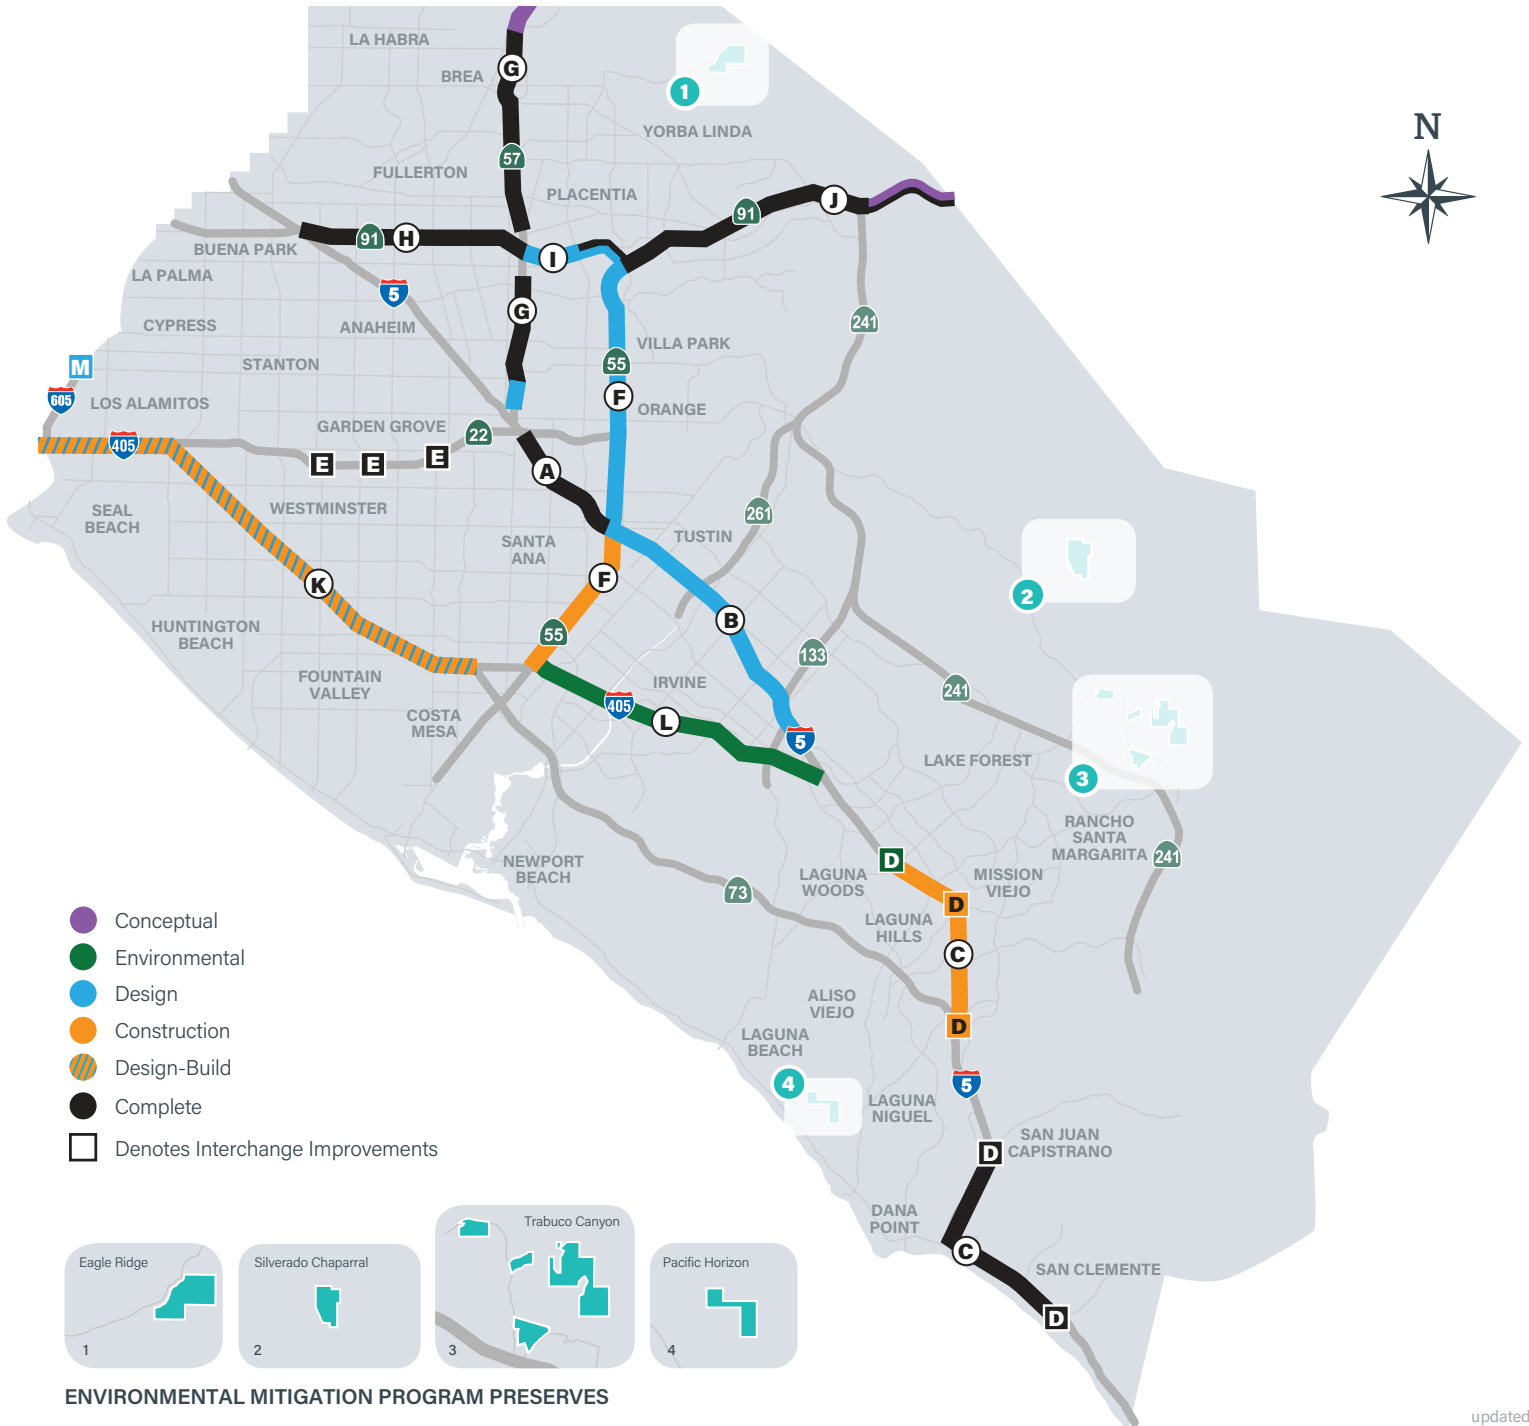 LA HABRA
G
BREA
1
YORBA LINDA
N
57
FULLERTON
PLACENTIA
J
91
91
H
BUENA PARK
I
LA PALMA
5
G
241
CYPRESS
ANAHEIM
VILLA PARK
STANTON
55
M
605
F
LOS ALAMITOS
ORANGE
GARDEN GROVE
22
405
E
E
E
A
SEAL
BEACH
WESTMINSTER
261
SANTA
ANA
TUSTIN
F
K
2
B
HUNTINGTON
BEACH
55
133
FOUNTAIN
VALLEY
IRVINE
241
405
L
COSTA
MESA
5
LAKE FOREST
3
RANCHO
SANTA
MARGARITA
241
NEWPORT
BEACH
D
LAGUNA
WOODS
MISSION
VIEJO
73
D
LAGUNA
HILLS
C
ALISO
VIEJO
D
LAGUNA
BEACH
4
5
LAGUNA
NIGUEL
SAN JUAN
CAPISTRANO
D
DANA
POINT
C
SAN CLEMENTE
D
Conceptual
Environmental
Design
Construction
Design-Build
Complete
Denotes Interchange Improvements
Eagle Ridge
1
Silverado Chaparral
2
Trabuco Canyon
3
Pacific Horizon
4
ENVIRONMENTAL MITIGATION PROGRAM PRESERVES
updated